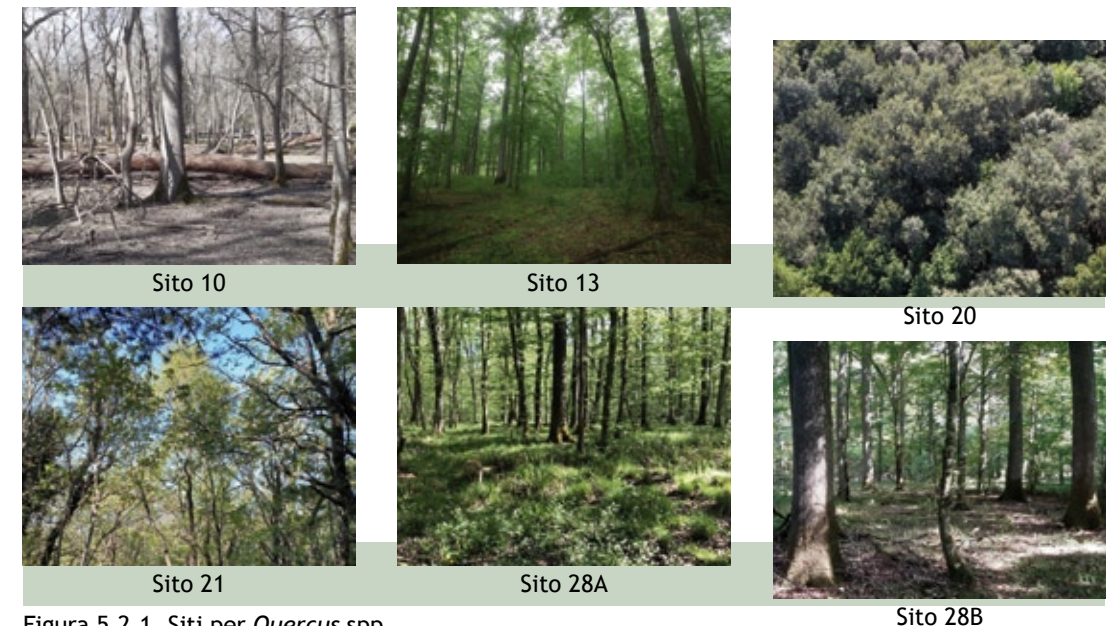 Sito 10
Sito 13
Sito 20
Sito 21
Sito 28A
Sito 28B
Figura 5.2.1. Siti per Quercus spp.